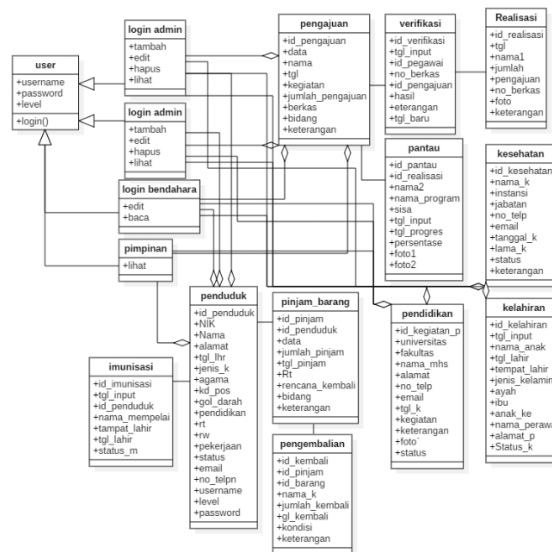 user
+username
+password
+level
+login()
login admin
+tambah
+edit
+hapus
+lihat
login admin
+tambah
+edit
+hapus
+lihat
login bendahara
+edit
+baca
pimpinan
+lihat
pengajuan
+id_pengajuan
+data
+nama
+tgl
+kegiatan
+jumlah_pengajuan
+berkas
+bidang
+keterangan
verifikasi
+id_verifikasi
+tgl_input
+id_pegawai
+no_berkas
+id_pengajuan
+hasil
+eterangan
+tgl_baru
Realisasi
+id_realisasi
+tgl
+nama1
+jumlah
+pengajuan
+no_berkas
+foto
+keterangan
pantau
+id_pantau
+id_realisasi
+nama2
+nama_program
+sisa
+tgl_input
+tgl_progres
+persentase
+foto1
+foto2
kesehatan
+id_kesehatan
+nama_k
+instansi
+jabatan
+no_telp
+email
+tanggal_k
+lama_k
+status
+keterangan
imunisasi
+id_imunisasi
+tgl_input
+id_penduduk
+nama_mempelai
+tampat_lahir
+tgl_lahir
+status_m
penduduk
+id_penduduk
+NIK
+Nama
+alamat
+tgl_lhr
+jenis_k
+agama
+kd_pos
+gol_darah
+pendidikan
+rt
+rw
+pekerjaan
+status
+email
+no_telpn
+username
+level
+password
pinjam_barang
+id_pinjam
+id_penduduk
+data
+jumlah_pinjam
+tgl_pinjam
+Rt
+rencana_kembali
+bidang
+keterangan
pengembalian
+id_kembali
+id_pinjam
+id_barang
+nama_k
+jumlah_kembali
+gl_kembali
+kondisi
+keterangan
pendidikan
+id_kegiatan_p
+universitas
+fakultas
+nama_mhs
+alamat
+no_telp
+email
+tgl_k
+kegiatan
+keterangan
+foto`
+status
kelahiran
+id_kelahiran
+tgl_input
+nama_anak
+tgl_lahir
+tempat_lahir
+jenis_kelamin
+ayah
+ibu
+anak_ke
+nama_perawa
+alamat_p
+Status_k